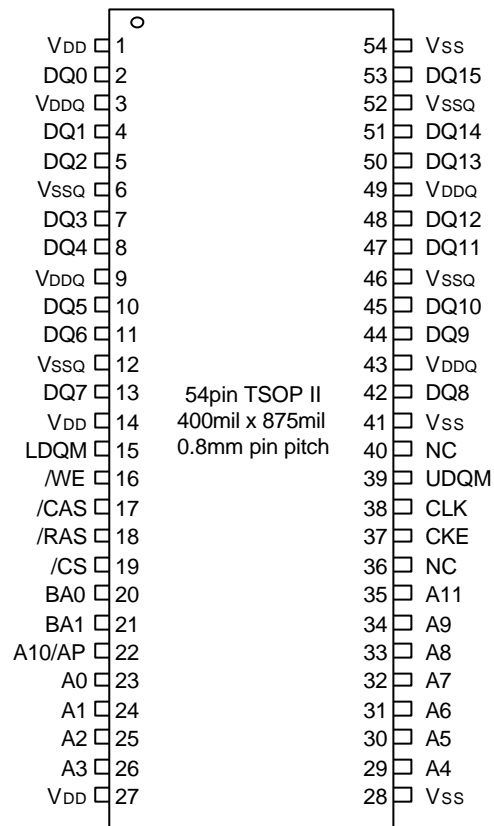 VDD 1 54 VSS
DQ0 2 53 DQ15
VDDQ 3 52 VSSQ
DQ1 4 51 DQ14
DQ2 5 50 DQ13
VSSQ 6 49 VDDQ
DQ3 7 48 DQ12
DQ4 8 47 DQ11
VDDQ 9 46 VSSQ
DQ5 10 45 DQ10
DQ6 11 44 DQ9
VSSQ 12 43 VDDQ
DQ7 13 54pin TSOP II 42 DQ8
VDD 14 400mil x 875mil 41 VSS
LDQM 15 0.8mm pin pitch 40 NC
/WE 16 39 UDQM
/CAS 17 38 CLK
/RAS 18 37 CKE
/CS 19 36 NC
BA0 20 35 A11
BA1 21 34 A9
A10/AP 22 33 A8
A0 23 32 A7
A1 24 31 A6
A2 25 30 A5
A3 26 29 A4
VDD 27 28 VSS